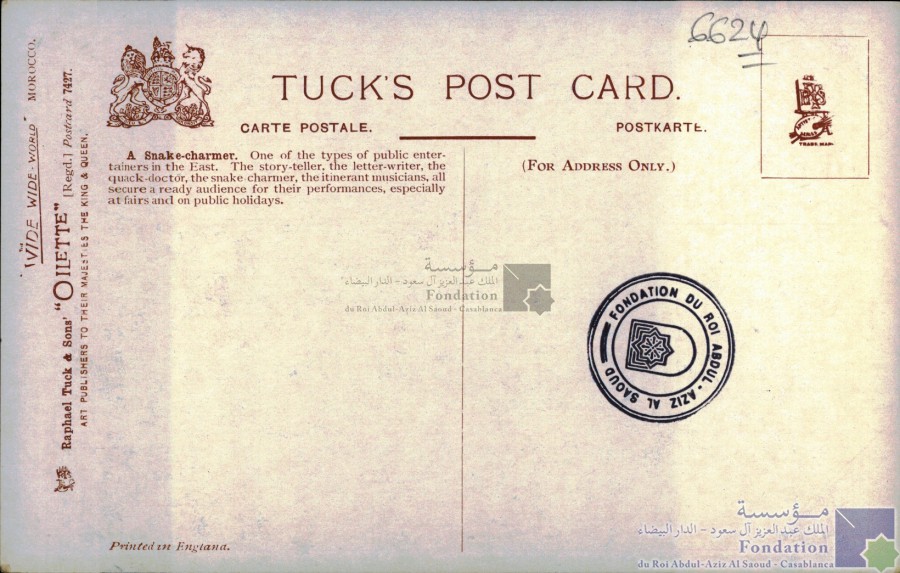 6624
TUCK'S POST CARD.
CARTE POSTALE.
POSTKARTE.
TRADE MARK
A Snake-charmer. One of the types of public enter-
tainers in the East. The story-teller, the letter-writer, the
quack-doctor, the snake charmer, the itinerant musicians, all
secure a ready audience for their performances, especially
at fairs and on public holidays.
(FOR ADDRESS ONLY.)
"WIDE-WIDE-WORLD" MOROCCO.
Raphael Tuck & Sons' "OILETTE" [Regd.] Postcard 7427.
ART PUBLISHERS TO THEIR MAJESTIES THE KING & QUEEN.
مؤسسة
الملك عبد العزيز آل سعود - الدار البيضاء
Fondation
du Roi Abdul-Aziz Al Saoud - Casablanca
FONDATION DU ROI ABDUL-AZIZ AL SAOUD
Printed in England.
مؤسسة
الملك عبد العزيز آل سعود - الدار البيضاء
Fondation
du Roi Abdul-Aziz Al Saoud - Casablanca